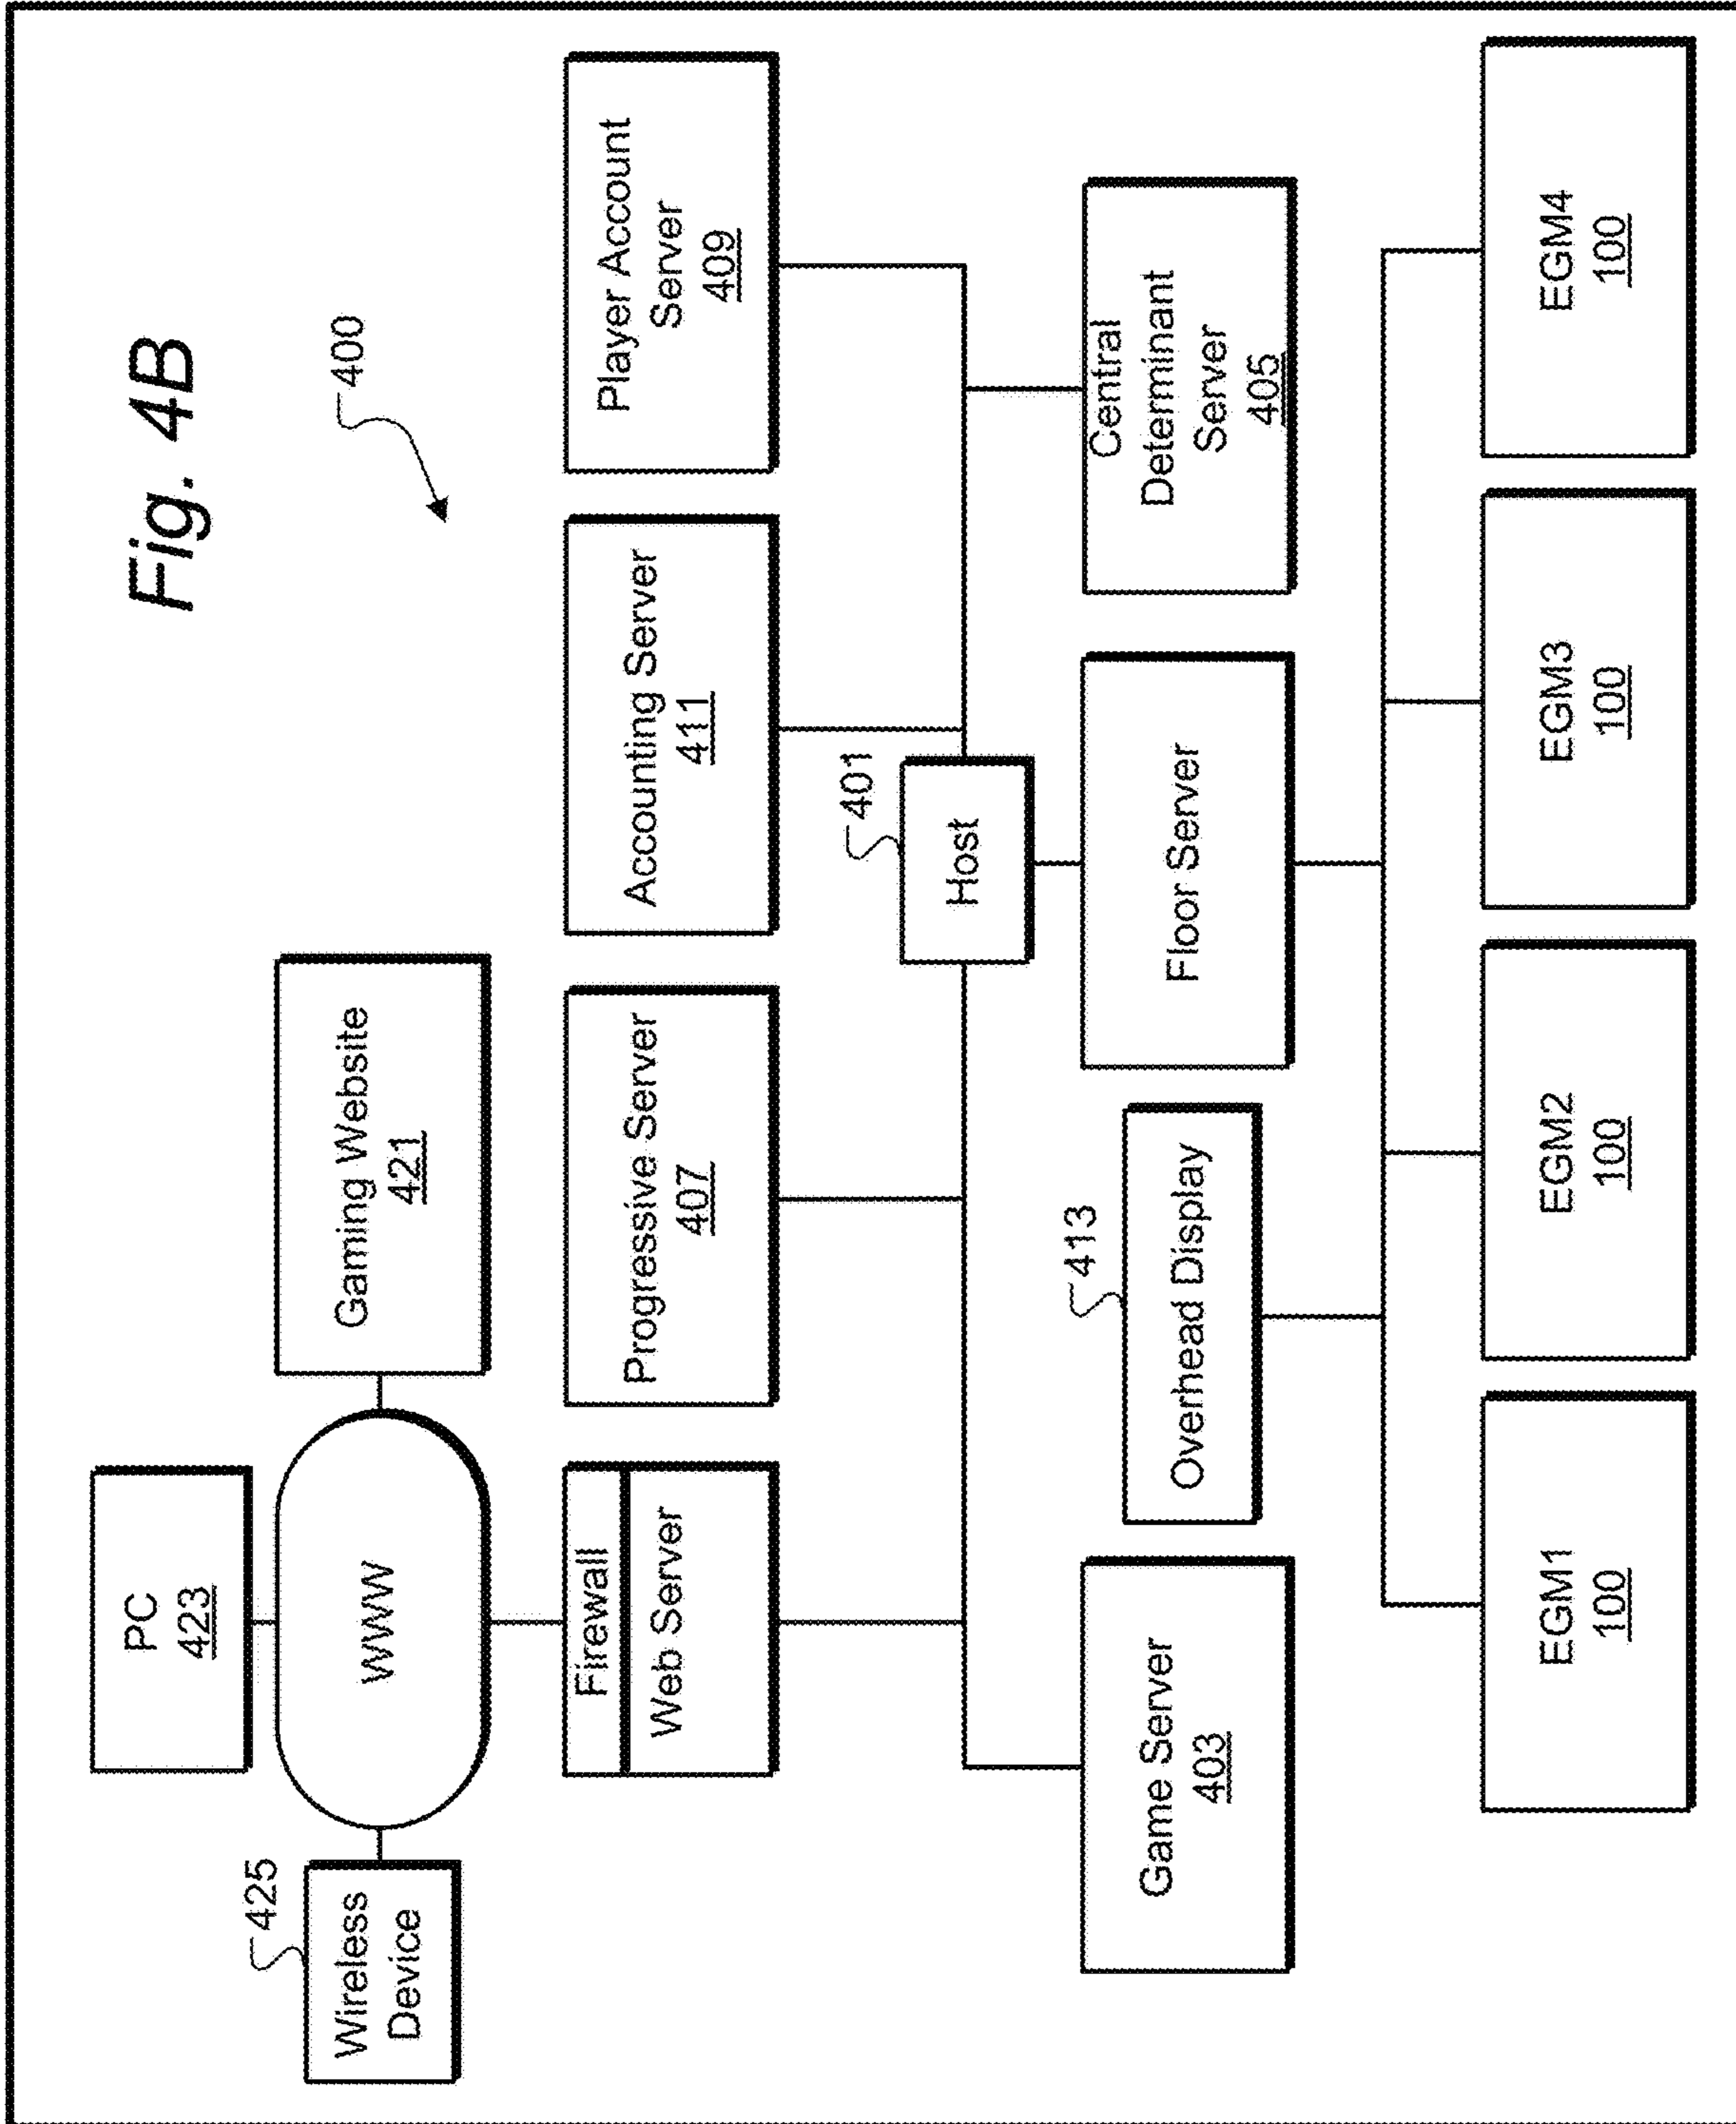 Fig. 4B
400
PC
423
WWW
Gaming Website
421
425
Wireless
Device
Firewall
Web Server
Progressive Server
407
Accounting Server
411
Player Account
Server
409
401
Host
413
Game Server
403
Overhead Display
Floor Server
Central
Determinant
Server
405
EGM1
100
EGM2
100
EGM3
100
EGM4
100